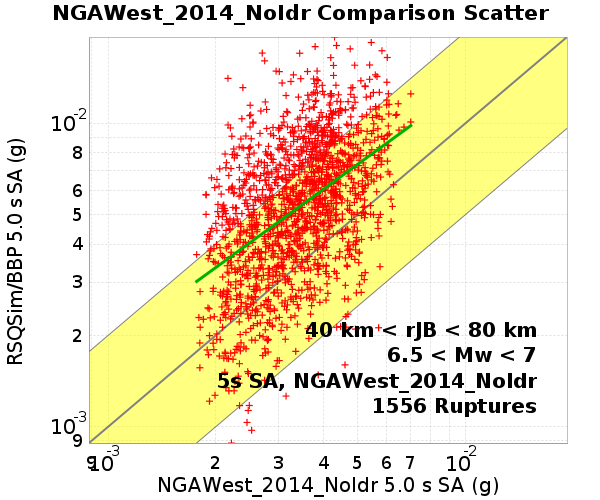 NGAWest_2014_NoIdr Comparison Scatter
RSQSim/BBP 5.0 s SA (g)
10-2
8
6
5
4
3
2
10-3
9
40 km < rJB < 80 km
6.5 < Mw < 7
5s SA, NGAWest_2014_NoIdr
1556 Ruptures
9 10-3 2 3 4 5 6 7 10-2
NGAWest_2014_NoIdr 5.0 s SA (g)